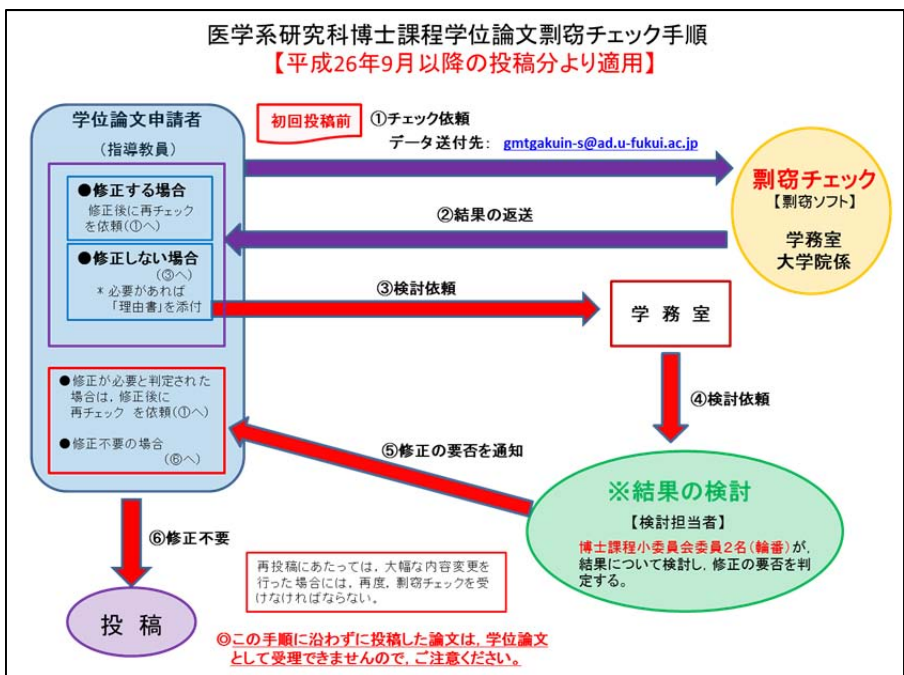 医学系研究科博士課程学位論文剽窃チェック手順
【平成26年9月以降の投稿分より適用】
学位論文申請者
（指導教員）
初回投稿前
①チェック依頼
データ送付先： gmtgakuin-s@ad.u-fukui.ac.jp
●修正する場合
修正後に再チェック
を依頼(①へ)
●修正しない場合
(③へ)
＊必要があれば
「理由書」を添付
②結果の返送
剽窃チェック
【剽窃ソフト】
学務室
大学院係
③検討依頼
学 務 室
④検討依頼
●修正が必要と判定された
場合は，修正後に
再チェック を依頼(①へ)
●修正不要の場合
(⑥へ)
⑤修正の要否を通知
※結果の検討
【検討担当者】
博士課程小委員会委員２名（輪番）が，
結果について検討し，修正の要否を判
定する。
⑥修正不要
投 稿
再投稿にあたっては，大幅な内容変更を
行った場合には，再度，剽窃チェックを受
けなければならない。
◎この手順に沿わずに投稿した論文は，学位論文
として受理できませんので，ご注意ください。